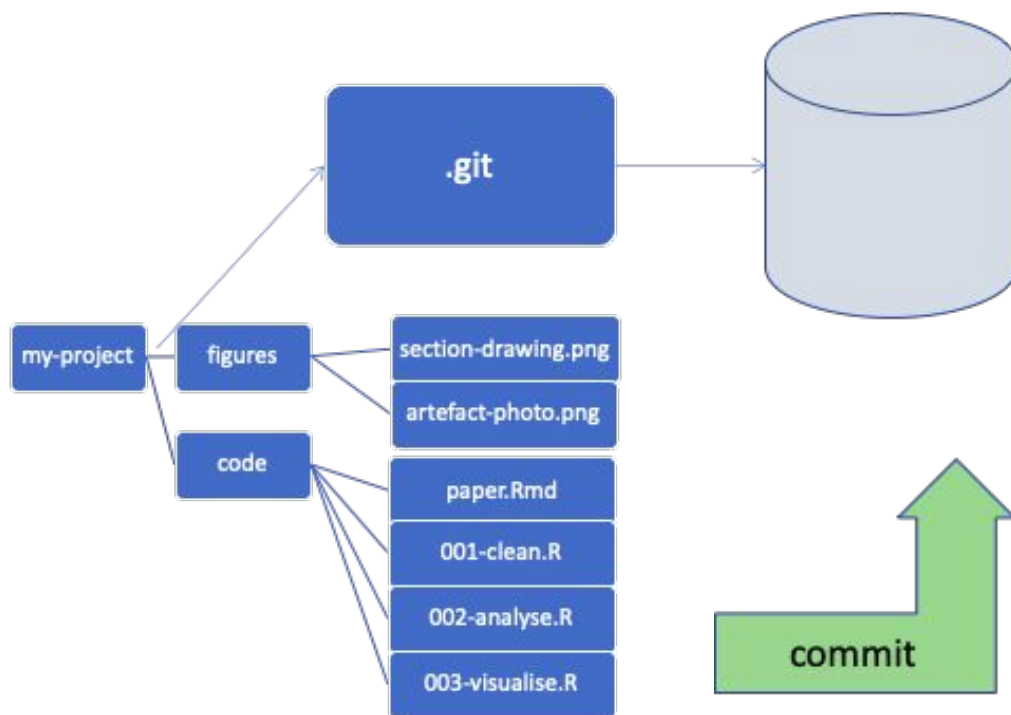 .git
my-project
figures
section-drawing.png
artefact-photo.png
code
paper.Rmd
001-clean.R
002-analyse.R
003-visualise.R
commit